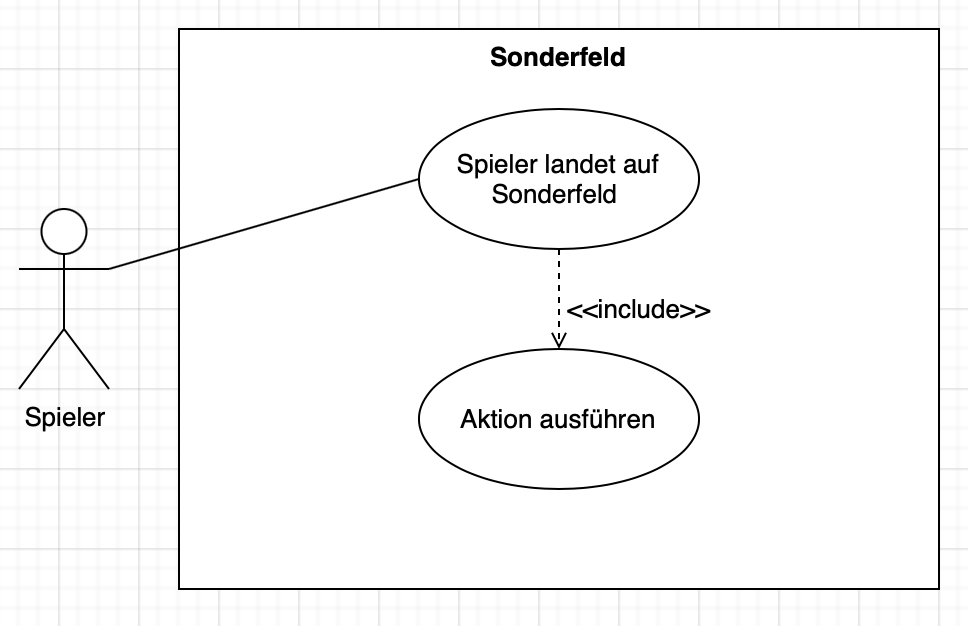 Sonderfeld
Spieler landet auf
Sonderfeld
<<include>>
Aktion ausführen
Spieler